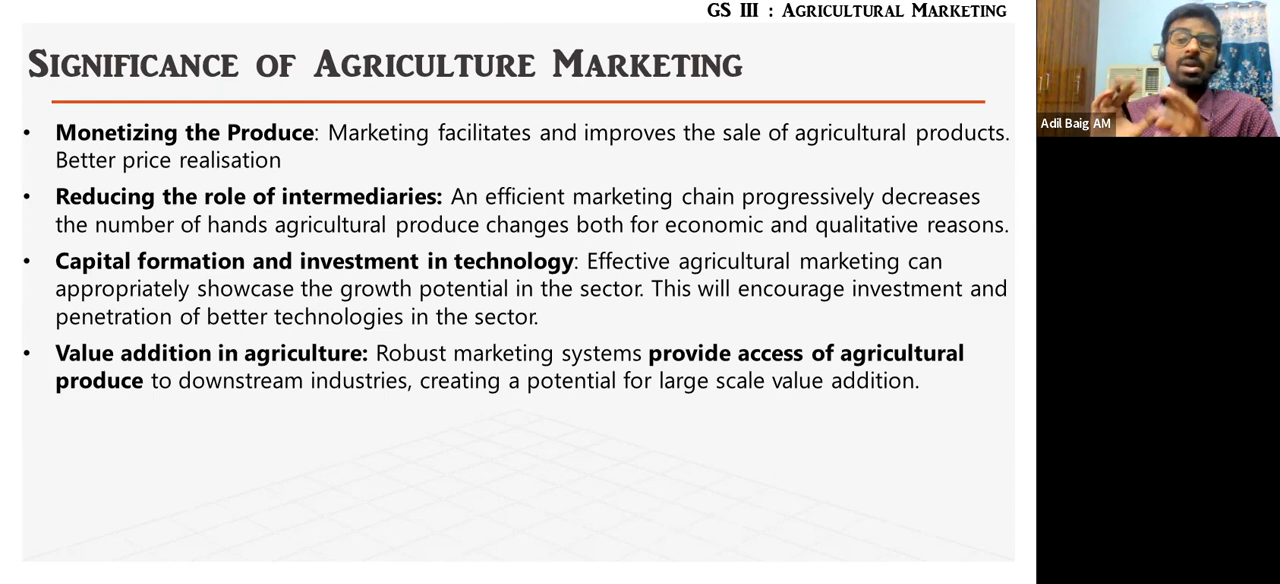 GS III : Agricultural Marketing
Significance of Agriculture Marketing
• Monetizing the Produce: Marketing facilitates and improves the sale of agricultural products.
Better price realisation
• Reducing the role of intermediaries: An efficient marketing chain progressively decreases
the number of hands agricultural produce changes both for economic and qualitative reasons.
• Capital formation and investment in technology: Effective agricultural marketing can
appropriately showcase the growth potential in the sector. This will encourage investment and
penetration of better technologies in the sector.
• Value addition in agriculture: Robust marketing systems provide access of agricultural
produce to downstream industries, creating a potential for large scale value addition.
Adil Baig AM